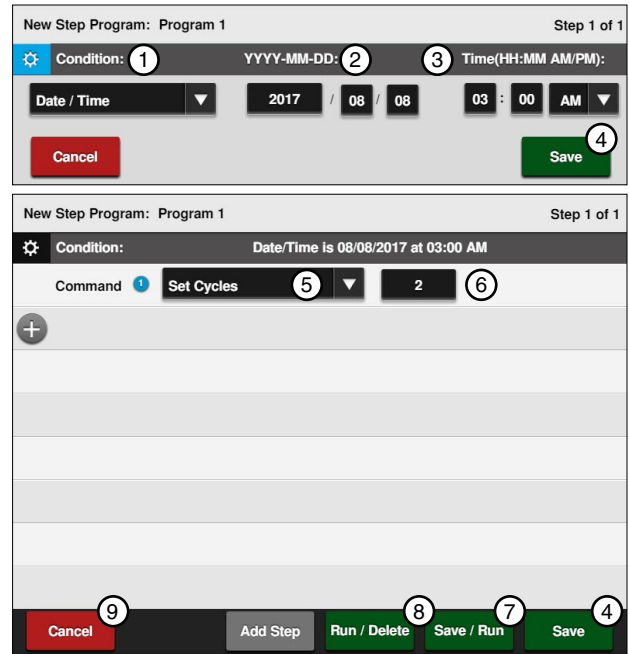 New Step Program: Program 1 Step 1 of 1
Condition: 1 YYYY-MM-DD: 2 3 Time(HH:MM AM/PM):
Date / Time 2017 / 08 / 08 03 : 00 AM
4
Cancel Save
New Step Program: Program 1 Step 1 of 1
Condition: Date/Time is 08/08/2017 at 03:00 AM
Command 1 Set Cycles 5 2 6
+
9 8 7 4
Cancel Add Step Run / Delete Save / Run Save